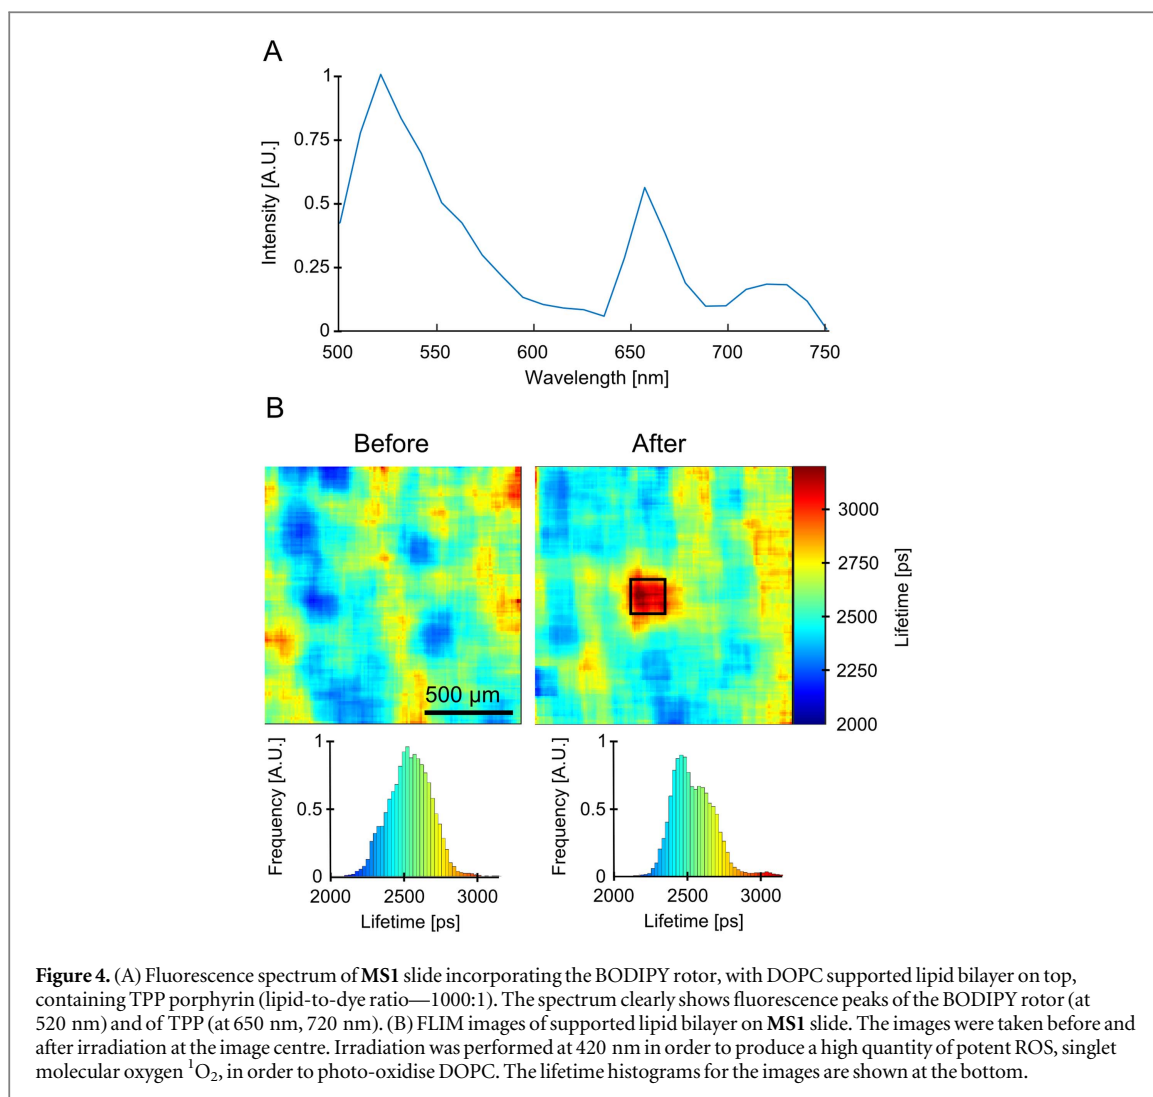 A
1
0.75
0.5
0.25
0
Intensity [A.U.]
500 550 600 650 700 750
Wavelength [nm]
B
Before After
500 µm
3000
2750
2500
2250
2000
Lifetime [ps]
1
0.5
0
Frequency [A.U.]
2000 2500 3000
Lifetime [ps]
1
0.5
0
Frequency [A.U.]
2000 2500 3000
Lifetime [ps]
Figure 4. (A) Fluorescence spectrum of MS1 slide incorporating the BODIPY rotor, with DOPC supported lipid bilayer on top,
containing TPP porphyrin (lipid-to-dye ratio—1000:1). The spectrum clearly shows fluorescence peaks of the BODIPY rotor (at
520 nm) and of TPP (at 650 nm, 720 nm). (B) FLIM images of supported lipid bilayer on MS1 slide. The images were taken before and
after irradiation at the image centre. Irradiation was performed at 420 nm in order to produce a high quantity of potent ROS, singlet
molecular oxygen ¹O₂, in order to photo-oxidise DOPC. The lifetime histograms for the images are shown at the bottom.